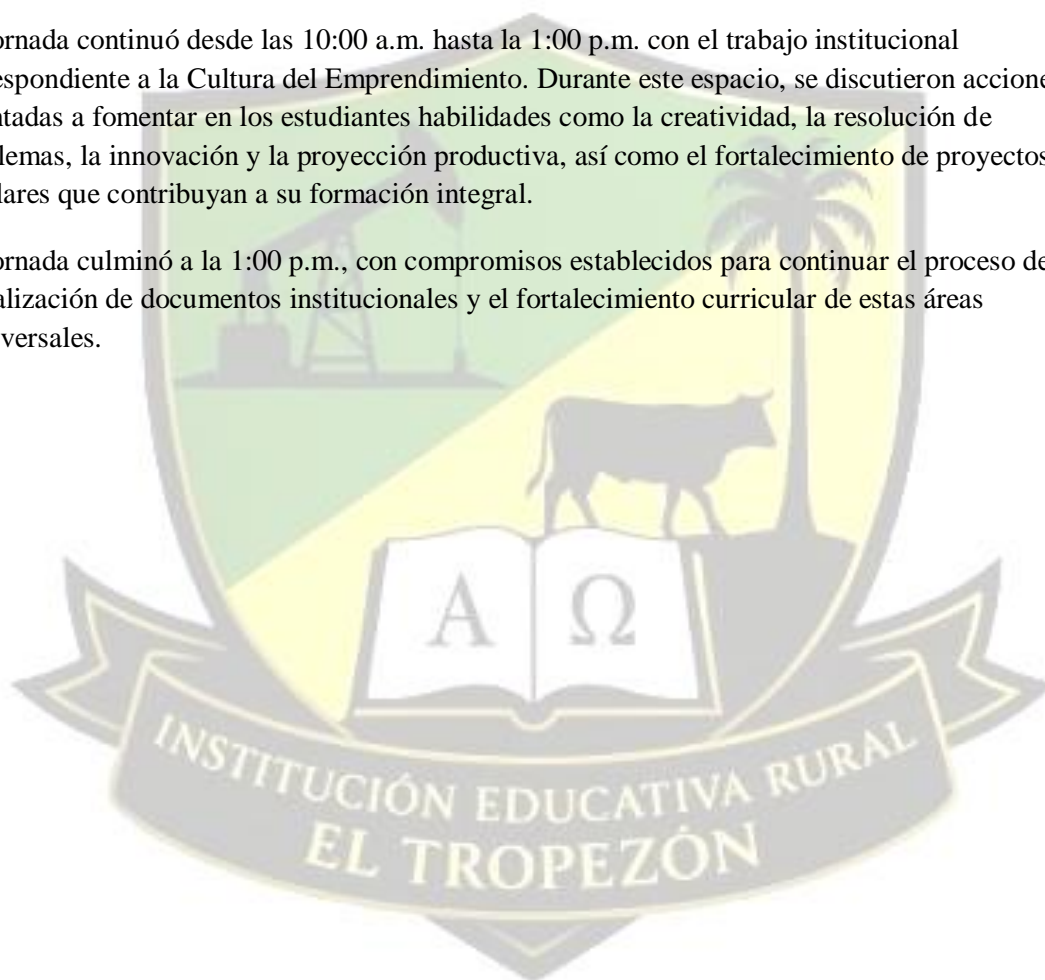 ornada continuó desde las 10:00 a.m. hasta la 1:00 p.m. con el trabajo institucional
espondiente a la Cultura del Emprendimiento. Durante este espacio, se discutieron accione
ntadas a fomentar en los estudiantes habilidades como la creatividad, la resolución de
lemas, la innovación y la proyección productiva, así como el fortalecimiento de proyectos
lares que contribuyan a su formación integral.
ornada culminó a la 1:00 p.m., con compromisos establecidos para continuar el proceso de
alización de documentos institucionales y el fortalecimiento curricular de estas áreas
versales.
Α Ω
INSTITUCIÓN EDUCATIVA RURAL
EL TROPEZÓN